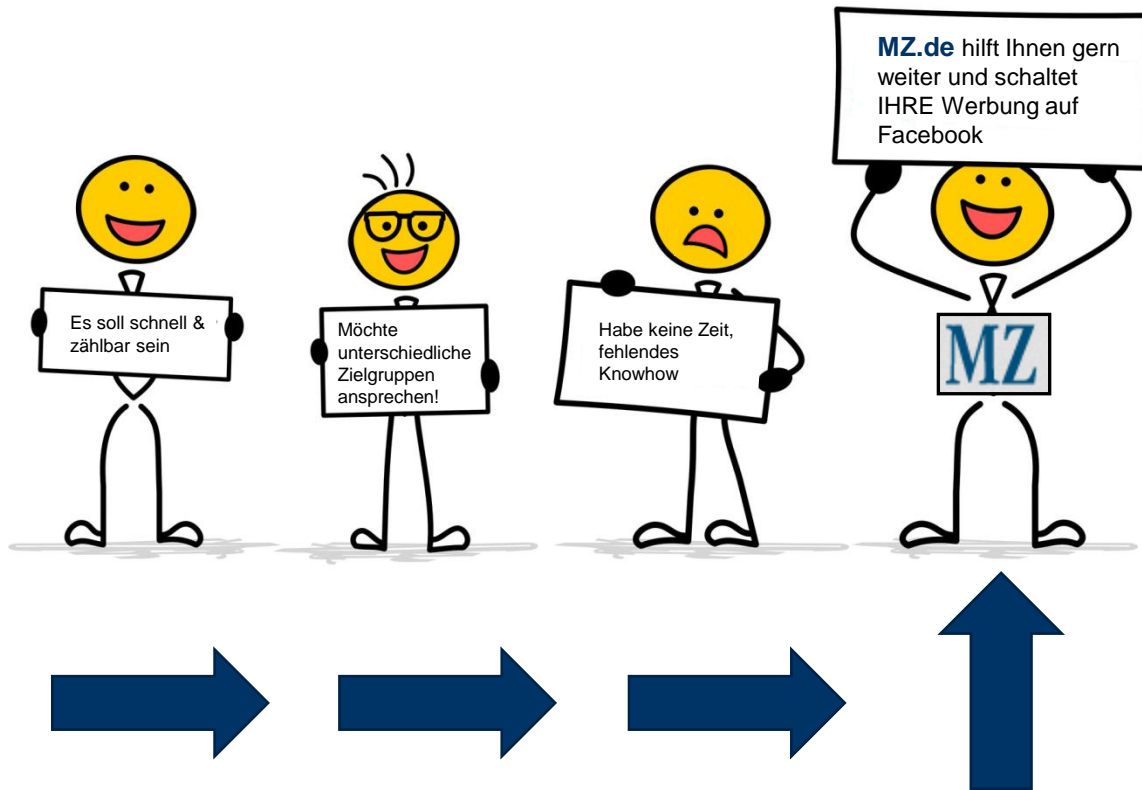 Es soll schnell &
zählbar sein
Möchte
unterschiedliche
Zielgruppen
ansprechen!
Habe keine Zeit,
fehlendes
Knowhow
MZ.de hilft Ihnen gern
weiter und schaltet
IHRE Werbung auf
Facebook
MZ